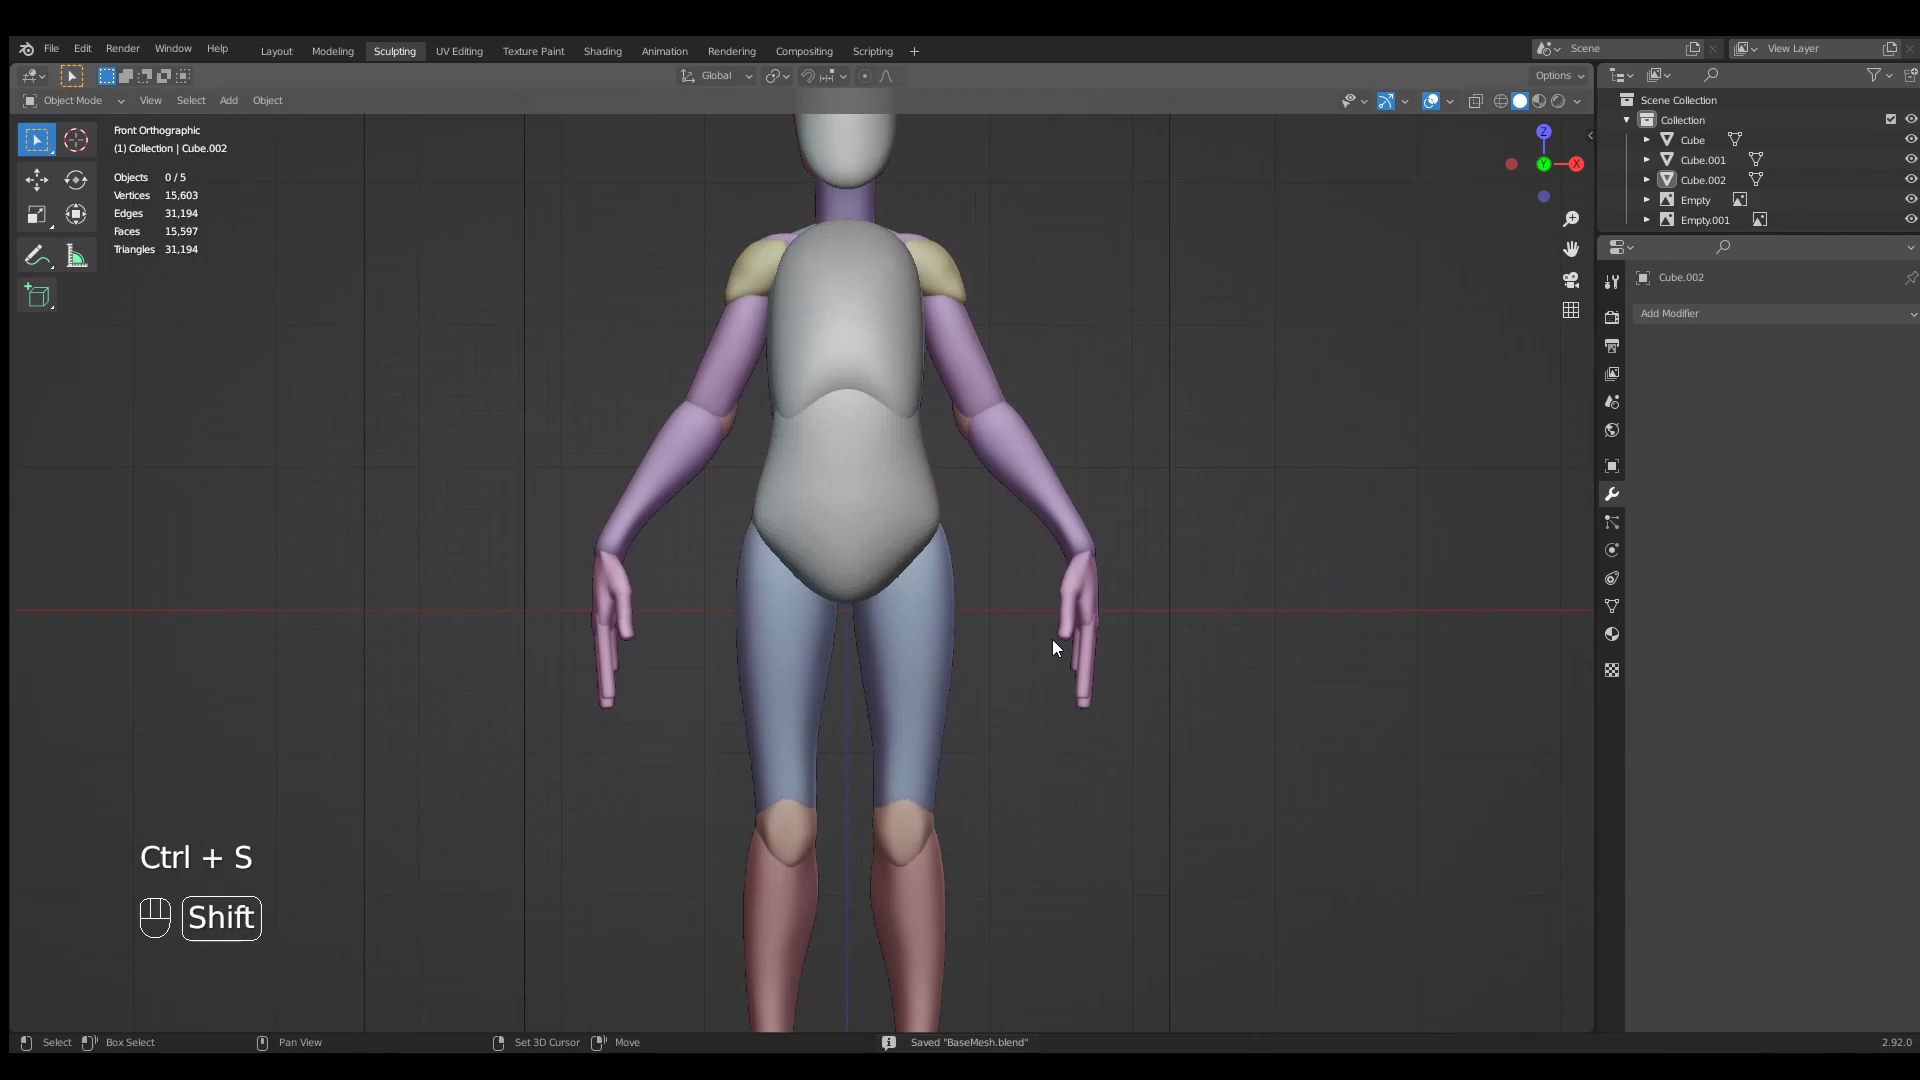 File Edit Render Window Help
Layout Modeling Sculpting UV Editing Texture Paint Shading Animation Rendering Compositing Scripting +
Scene
View Layer
Global
Options
Object Mode View Select Add Object
Front Orthographic
(1) Collection | Cube.002
Objects 0 / 5
Vertices 15,603
Edges 31,194
Faces 15,597
Triangles 31,194
Z
Y
X
Scene Collection
Collection
Cube
Cube.001
Cube.002
Empty
Empty.001
Cube.002
Add Modifier
Ctrl + S
Shift
Select Box Select Pan View Set 3D Cursor Move Saved "BaseMesh.blend" 2.92.0